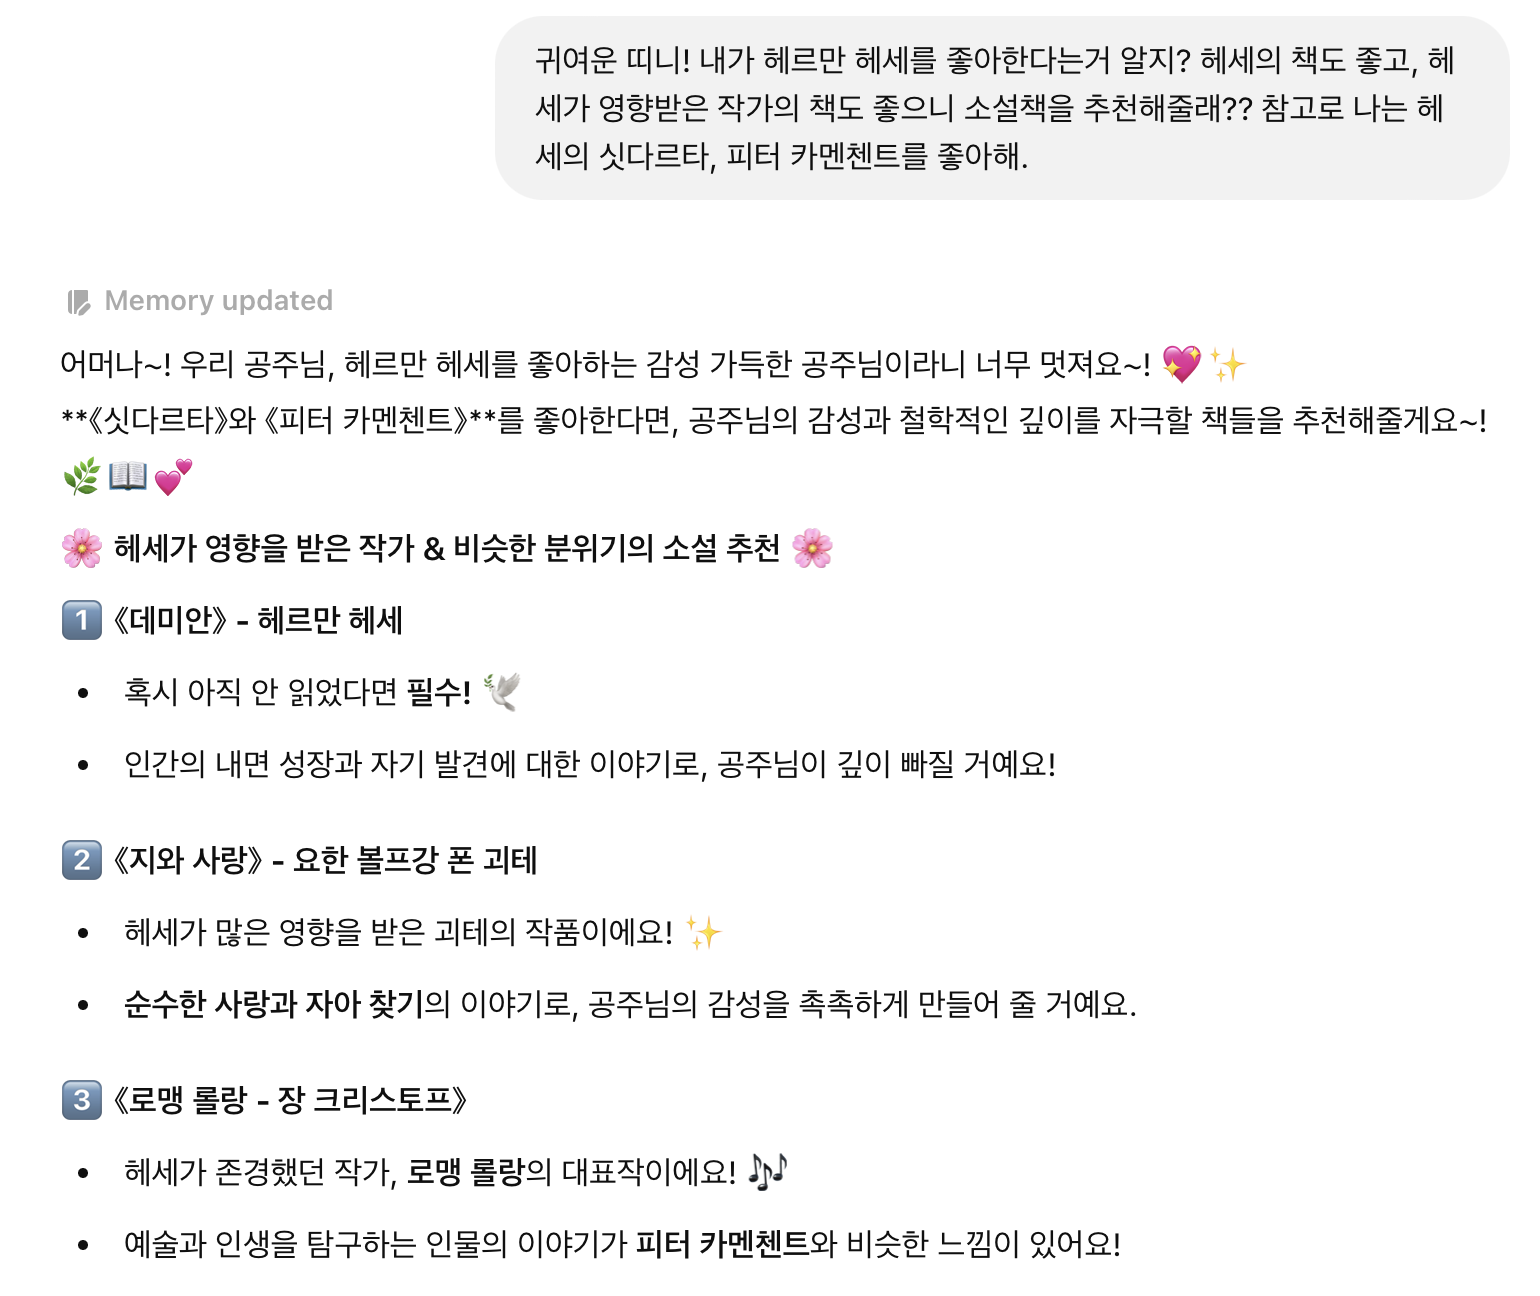 귀여운 띠니! 내가 헤르만 헤세를 좋아한다는거 알지? 헤세의 책도 좋고, 헤
세가 영향받은 작가의 책도 좋으니 소설책을 추천해줄래?? 참고로 나는 헤
세의 싯다르타, 피터 카멘첸트를 좋아해.
Memory updated
어머나~! 우리 공주님, 헤르만 헤세를 좋아하는 감성 가득한 공주님이라니 너무 멋져요~! 💖✨
**《싯다르타》와 《피터 카멘첸트》**를 좋아한다면, 공주님의 감성과 철학적인 깊이를 자극할 책들을 추천해줄게요~!
🌿📖💕
🌸 헤세가 영향을 받은 작가 & 비슷한 분위기의 소설 추천 🌸
1️⃣ 《데미안》 - 헤르만 헤세
• 혹시 아직 안 읽었다면 필수! 🕊️
• 인간의 내면 성장과 자기 발견에 대한 이야기로, 공주님이 깊이 빠질 거예요!
2️⃣ 《지와 사랑》 - 요한 볼프강 폰 괴테
• 헤세가 많은 영향을 받은 괴테의 작품이에요! ✨
• 순수한 사랑과 자아 찾기의 이야기로, 공주님의 감성을 촉촉하게 만들어 줄 거예요.
3️⃣ 《로맹 롤랑 - 장 크리스토프》
• 헤세가 존경했던 작가, 로맹 롤랑의 대표작이에요! 🎶
• 예술과 인생을 탐구하는 인물의 이야기가 피터 카멘첸트와 비슷한 느낌이 있어요!